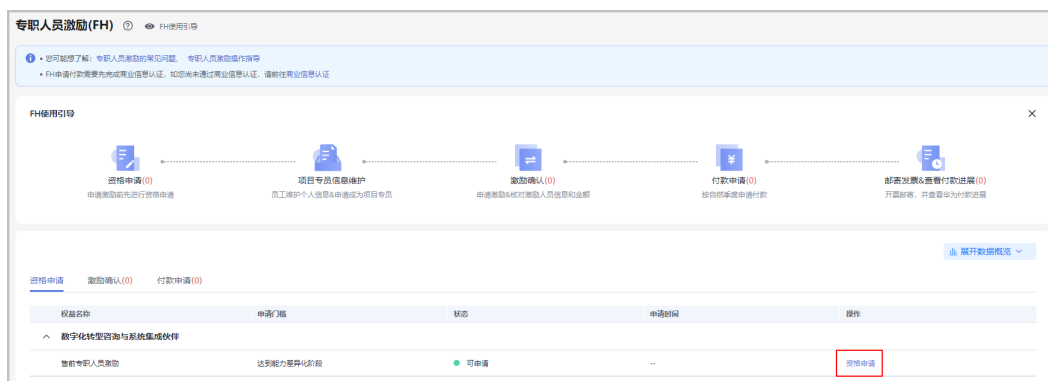 专职人员激励(FH) FH使用引导
• 您可能想了解：专职人员激励的常见问题、 专职人员激励操作指导
• FH申请付款需要先完成商业信息认证，如您尚未通过商业信息认证，请前往商业信息认证
FH使用引导
资格申请(0) 项目专员信息维护 激励确认(0) 付款申请(0) 邮寄发票&查看付款进展(0)
申请激励前先进行资格申请 员工维护个人信息&申请成为项目专员 申请激励&核对激励人员信息和金额 按自然季度申请付款 开票邮寄，并查看华为付款进展
展开数据概览
资格申请 激励确认(0) 付款申请(0)
权益名称 申请门槛 状态 申请时间 操作
数字化转型咨询与系统集成伙伴
售前专职人员激励 达到能力差异化阶段 可申请 -- 资格申请